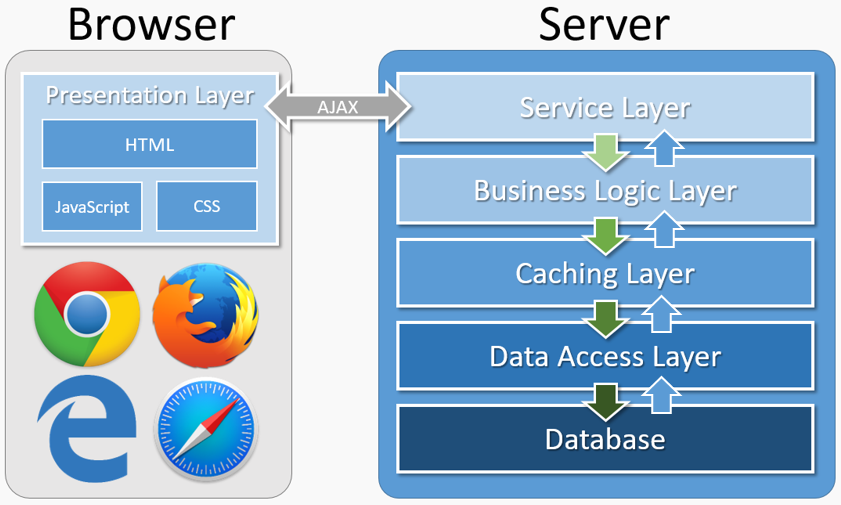 Browser
Server
Presentation Layer
HTML
JavaScript
CSS
AJAX
Service Layer
Business Logic Layer
Caching Layer
Data Access Layer
Database